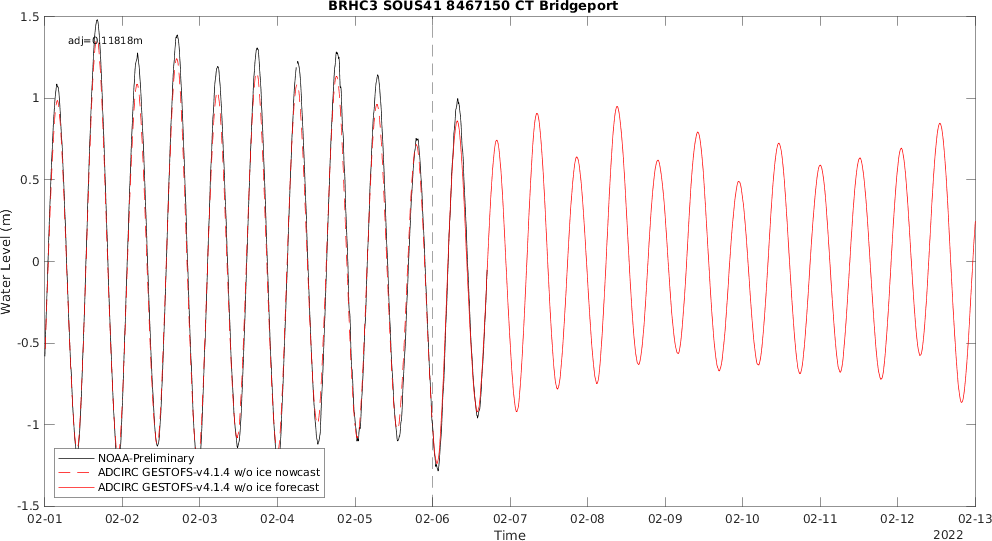 BRHC3 SOUS41 8467150 CT Bridgeport
adj=0.11818m
1.5
1
0.5
0
-0.5
-1
-1.5
Water Level (m)
NOAA-Preliminary
ADCIRC GESTOFS-v4.1.4 w/o ice nowcast
ADCIRC GESTOFS-v4.1.4 w/o ice forecast
02-01 02-02 02-03 02-04 02-05 02-06 02-07 02-08 02-09 02-10 02-11 02-12 02-13
Time
2022